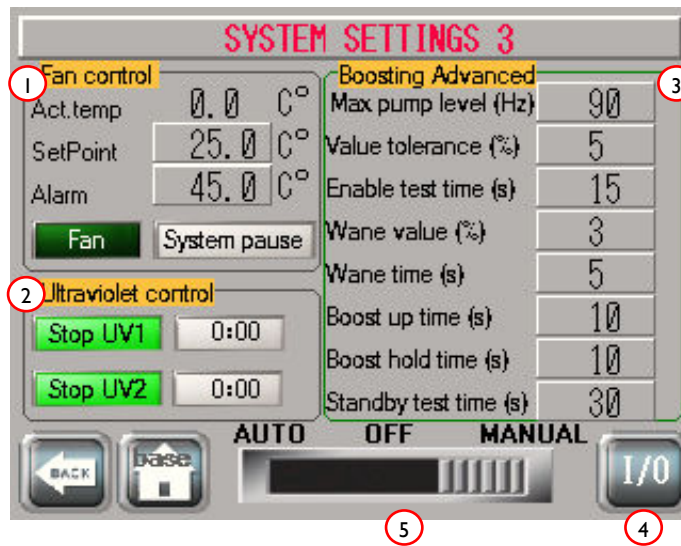 SYSTEM SETTINGS 3
1 Fan control
Act.temp 0.0 C°
SetPoint 25.0 C°
Alarm 45.0 C°
Fan System pause
2 Ultraviolet control
Stop UV1 0:00
Stop UV2 0:00
Boosting Advanced 3
Max pump level (Hz) 90
Value tolerance (%) 5
Enable test time (s) 15
Wane value (%) 3
Wane time (s) 5
Boost up time (s) 10
Boost hold time (s) 10
Standby test time (s) 30
AUTO OFF MANUAL
BACK base I/O
5 4